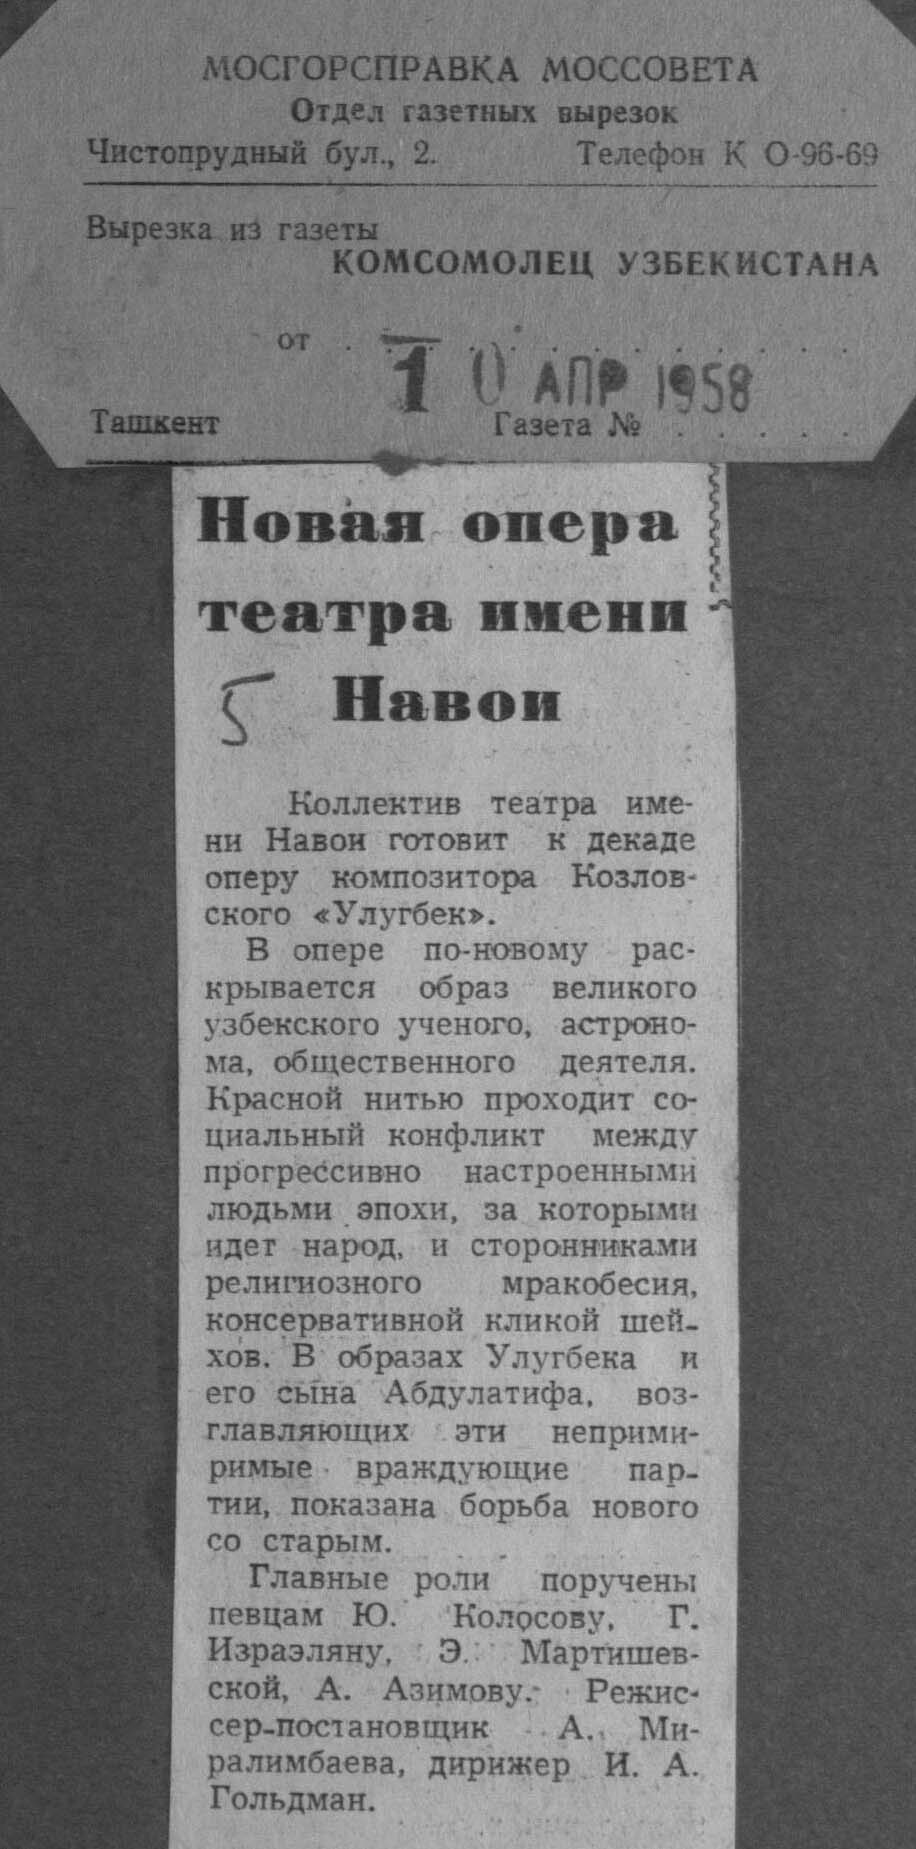 МОСГОРСПРАВКА МОССОВЕТА
Отдел газетных вырезок
Чистопрудный бул., 2. Телефон К 0-96-69
Вырезка из газеты
КОМСОМОЛЕЦ УЗБЕКИСТАНА
от . 10 АПР 1958
Ташкент Газета № . . . . .
Новая опера
театра имени
5 Навои
Коллектив театра име-
ни Навои готовит к декаде
оперу композитора Козлов-
ского «Улугбек».
В опере по-новому рас-
крывается образ великого
узбекского ученого, астроно-
ма, общественного деятеля.
Красной нитью проходит со-
циальный конфликт между
прогрессивно настроенными
людьми эпохи, за которыми
идет народ, и сторонниками
религиозного мракобесия,
консервативной кликой шей-
хов. В образах Улугбека и
его сына Абдулатифа, воз-
главляющих эти неприми-
римые враждующие пар-
тии, показана борьба нового
со старым.
Главные роли поручены
певцам Ю. Колосову, Г.
Израэляну, Э. Мартишев-
ской, А. Азимову. Режис-
сер-постановщик А. Ми-
ралимбаева, дирижер И. А.
Гольдман.